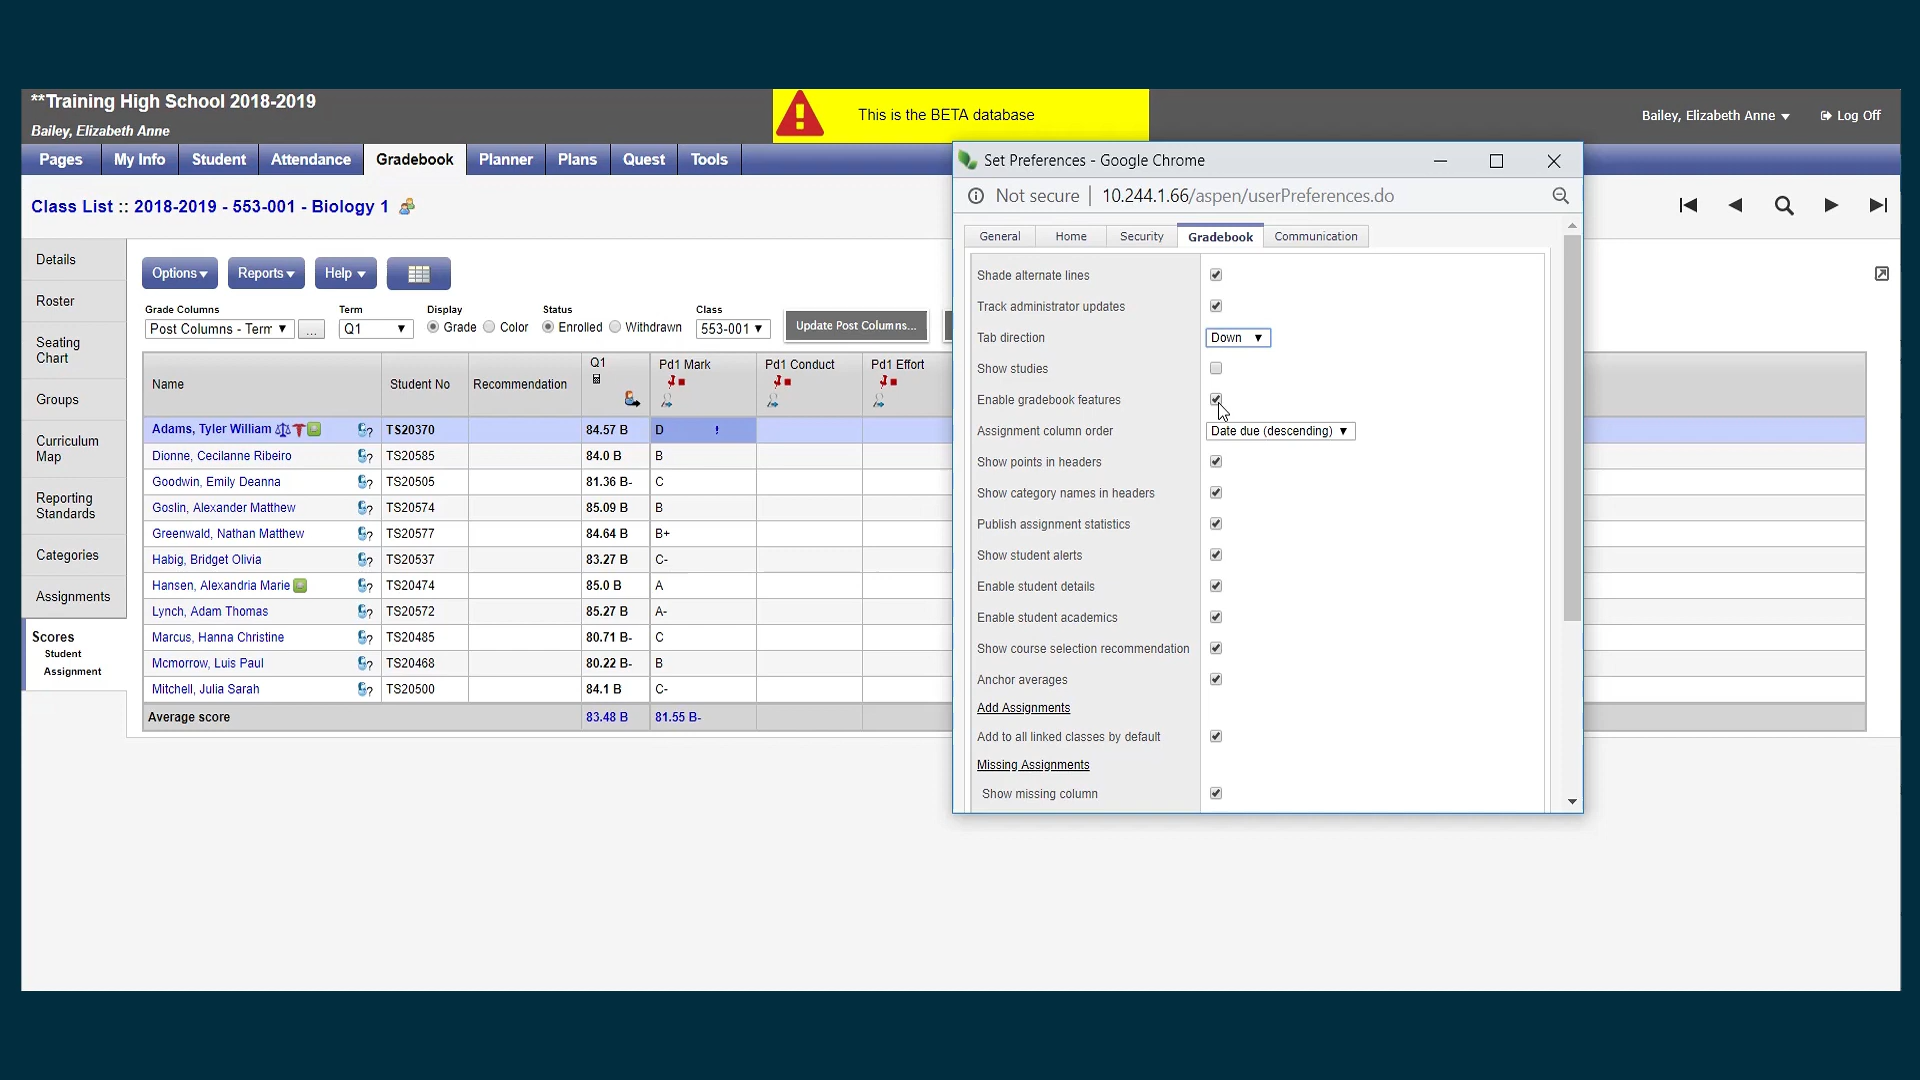 **Training High School 2018-2019
Bailey, Elizabeth Anne
This is the BETA database
Bailey, Elizabeth Anne
Log Off
Pages My Info Student Attendance Gradebook Planner Plans Quest Tools
Class List :: 2018-2019 - 553-001 - Biology 1
Details
Roster
Seating
Chart
Groups
Curriculum
Map
Reporting
Standards
Categories
Assignments
Scores
Student
Assignment
Options Reports Help
Grade Columns Term Display Status Class
Post Columns - Term ... Q1 Grade Color Enrolled Withdrawn 553-001 Update Post Columns...
Name Student No Recommendation Q1 Pd1 Mark Pd1 Conduct Pd1 Effort
Adams, Tyler William TS20370 84.57 B D !
Dionne, Cecilanne Ribeiro TS20585 84.0 B B
Goodwin, Emily Deanna TS20505 81.36 B- C
Goslin, Alexander Matthew TS20574 85.09 B B
Greenwald, Nathan Matthew TS20577 84.64 B B+
Habig, Bridget Olivia TS20537 83.27 B C-
Hansen, Alexandria Marie TS20474 85.0 B A
Lynch, Adam Thomas TS20572 85.27 B A-
Marcus, Hanna Christine TS20485 80.71 B- C
Mcmorrow, Luis Paul TS20468 80.22 B- B
Mitchell, Julia Sarah TS20500 84.1 B C-
Average score 83.48 B 81.55 B-
Set Preferences - Google Chrome
Not secure | 10.244.1.66/aspen/userPreferences.do
General Home Security Gradebook Communication
Shade alternate lines
Track administrator updates
Tab direction Down
Show studies
Enable gradebook features
Assignment column order Date due (descending)
Show points in headers
Show category names in headers
Publish assignment statistics
Show student alerts
Enable student details
Enable student academics
Show course selection recommendation
Anchor averages
Add Assignments
Add to all linked classes by default
Missing Assignments
Show missing column